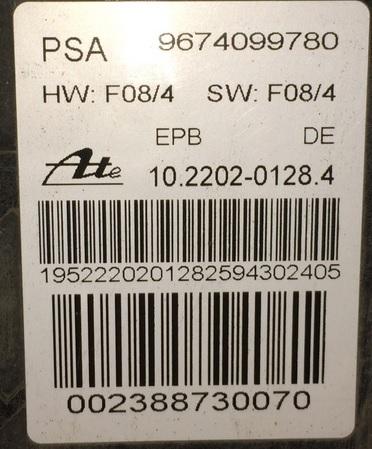 PSA 9674099780
HW: F08/4 SW: F08/4
EPB DE
Ate 10.2202-0128.4
1952220201282594302405
002388730070